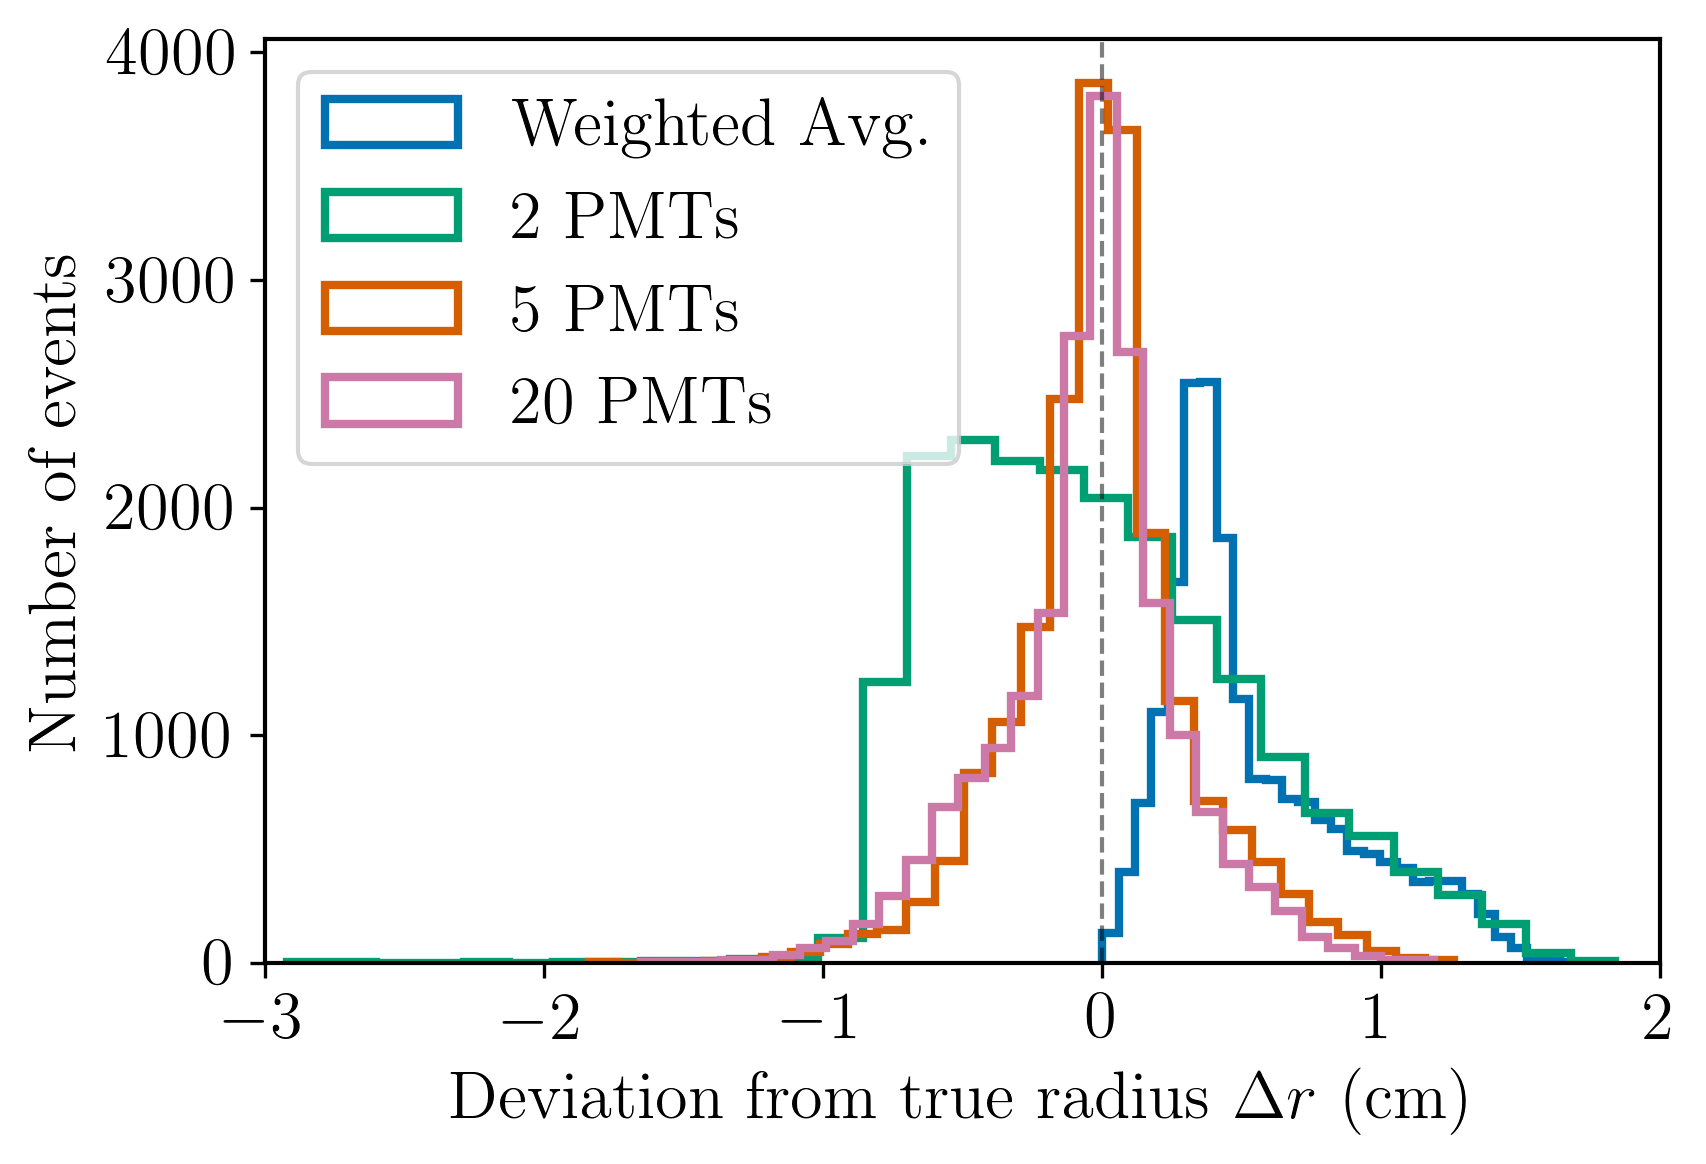 4000
3000
2000
1000
0
Number of events
Weighted Avg.
2 PMTs
5 PMTs
20 PMTs
−3
−2
−1
0
1
2
Deviation from true radius Δr (cm)